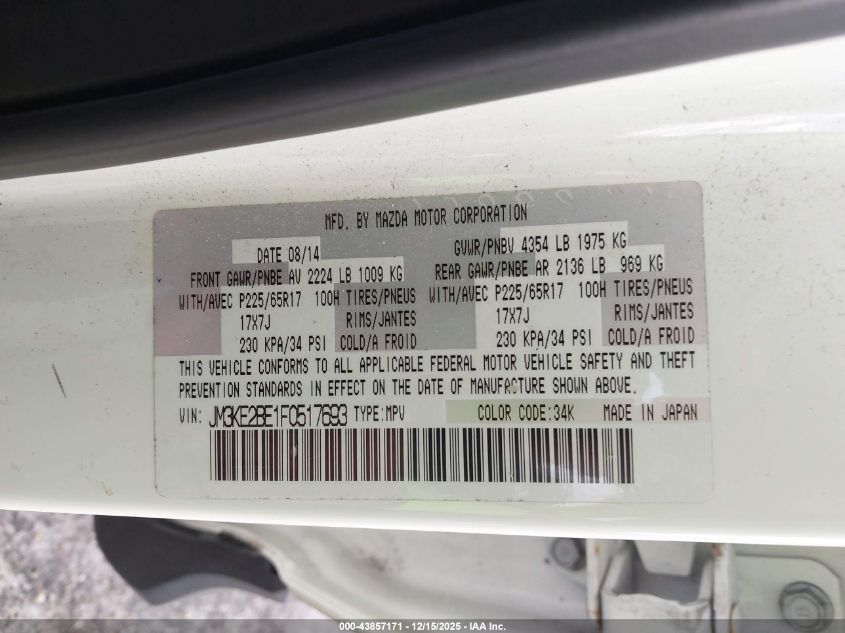 MFD. BY MAZDA MOTOR CORPORATION
DATE 08/14 GVWR/PNBV 4354 LB 1975 KG
FRONT GAWR/PNBE AV 2224 LB 1009 KG REAR GAWR/PNBE AR 2136 LB 969 KG
WITH/AVEC P225/65R17 100H TIRES/PNEUS WITH/AVEC P225/65R17 100H TIRES/PNEUS
17X7J RIMS/JANTES 17X7J RIMS/JANTES
230 KPA/34 PSI COLD/A FROID 230 KPA/34 PSI COLD/A FROID
THIS VEHICLE CONFORMS TO ALL APPLICABLE FEDERAL MOTOR VEHICLE SAFETY AND THEFT
PREVENTION STANDARDS IN EFFECT ON THE DATE OF MANUFACTURE SHOWN ABOVE.
VIN: JM3KE2BE1F0517693 TYPE:MPV COLOR CODE:34K MADE IN JAPAN
000-43857171 - 12/15/2025 - IAA Inc.